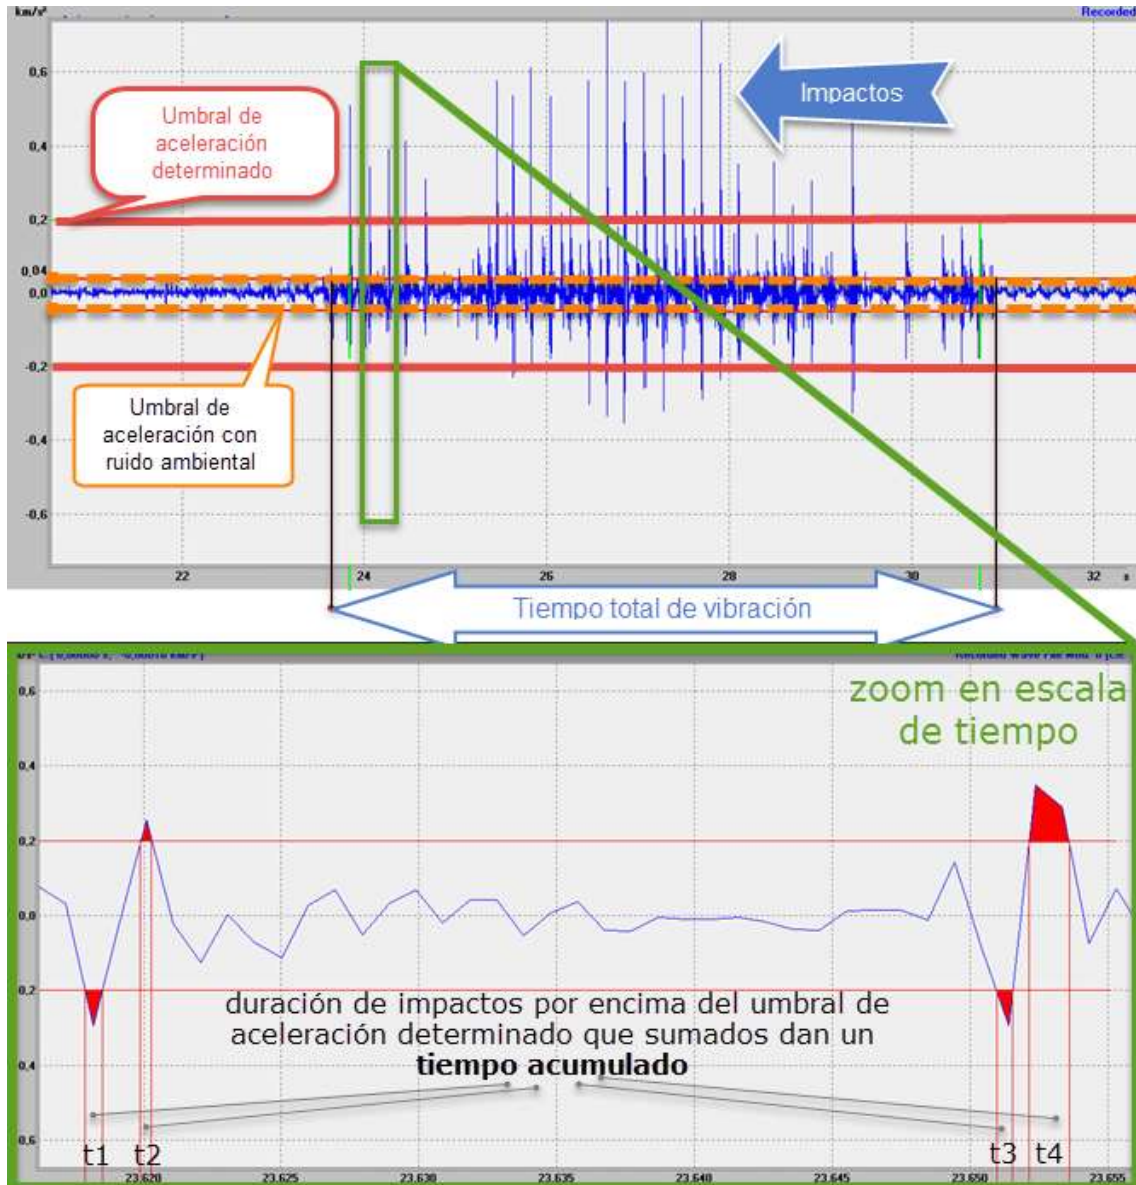 km/s²
Recorded
0,6
Impactos
Umbral de
aceleración
determinado
0,4
0,2
0,04
0,0
-0,2
Umbral de
aceleración con
ruido ambiental
-0,4
-0,6
22 24 26 28 30 32 s
Tiempo total de vibración
zoom en escala
de tiempo
0,6
0,4
0,2
0,0
0,2
duración de impactos por encima del umbral de
aceleración determinado que sumados dan un
tiempo acumulado
0,4
0,6
t1 t2 t3 t4
23.620 23.625 23.630 23.635 23.640 23.645 23.650 23.655